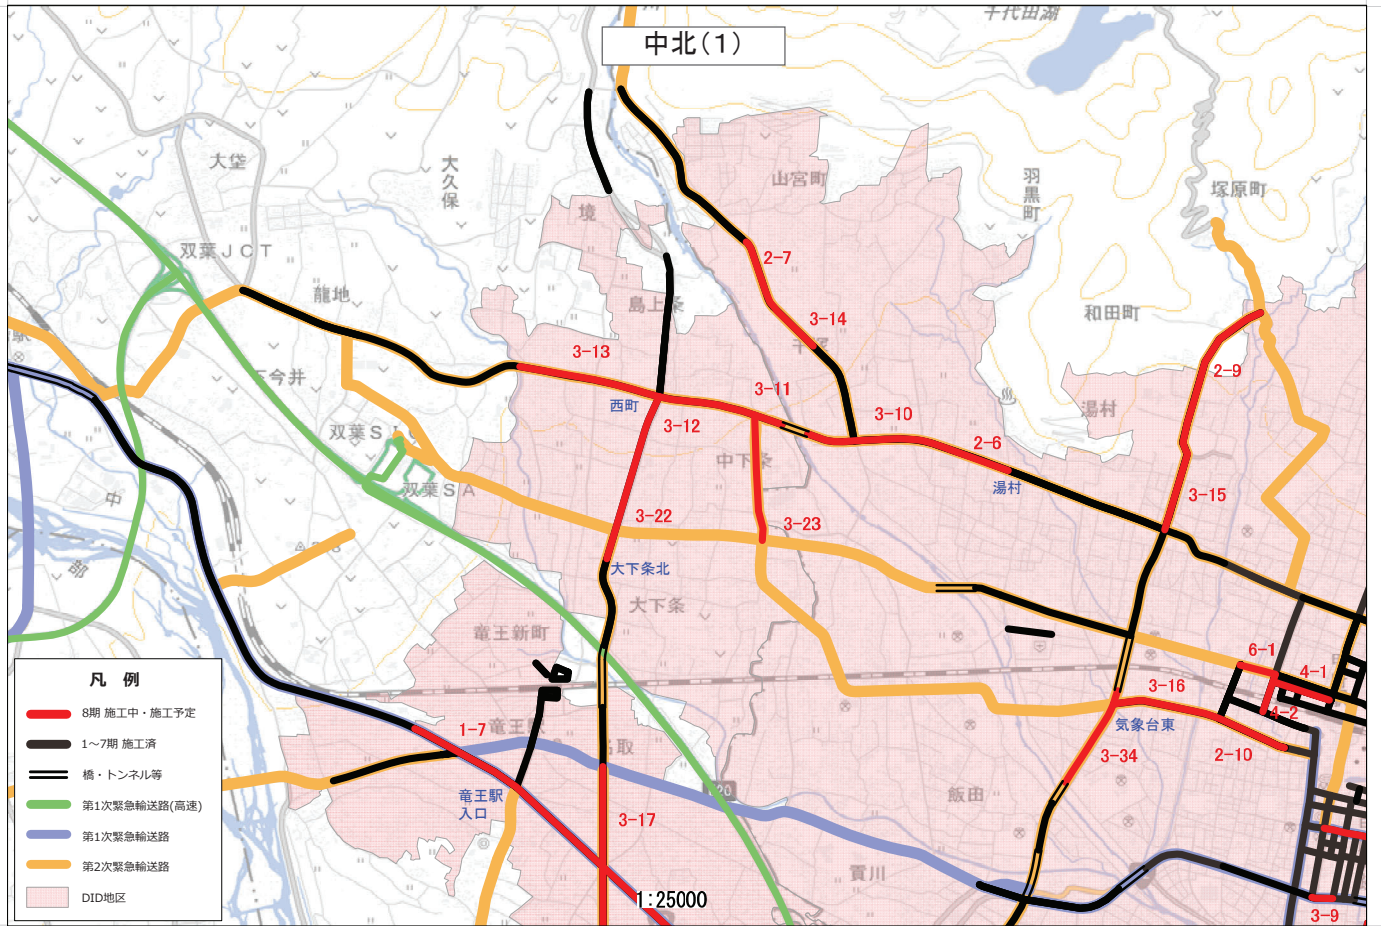 千代田湖
中北(1)
大垈
大久保
山宮町
羽黒町
塚原町
境
双葉JCT
2-7
龍地
島上条
和田町
3-14
千塚
3-13
2-9
3-11
今井
西町
湯村
3-12
3-10
双葉SIC
2-6
中下条
湯村
双葉SA
3-15
中
3-22
3-23
大下条北
大下条
竜王新町
凡 例
8期 施工中・施工予定
1～7期 施工済
橋・トンネル等
第1次緊急輸送路(高速)
第1次緊急輸送路
第2次緊急輸送路
DID地区
6-1
4-1
3-16
4-2
気象台東
1-7
竜王駅
名取
3-34
2-10
竜王駅
入口
20
飯田
3-17
貢川
1:25000
3-9